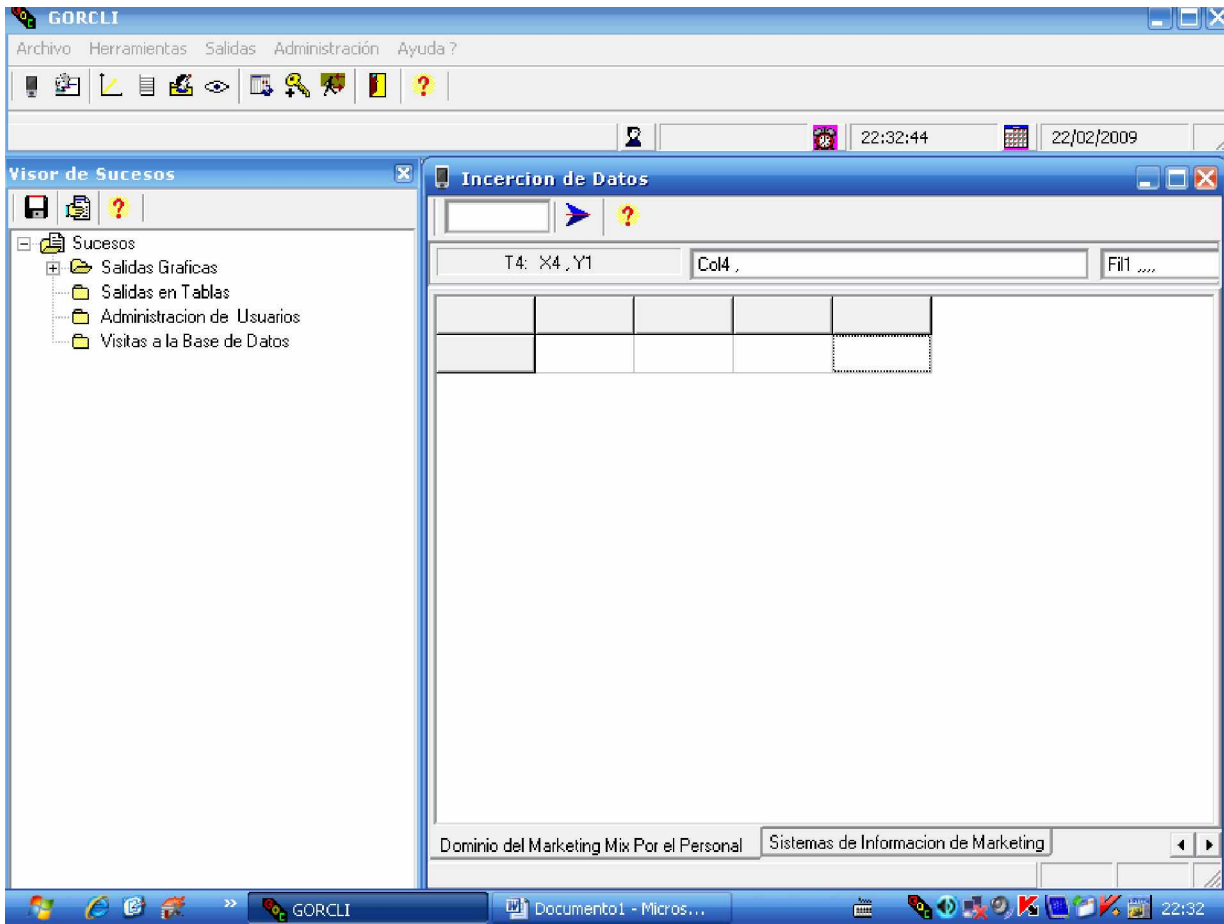 GORCLI
Archivo Herramientas Salidas Administración Ayuda ?
22:32:44 22/02/2009
Visor de Sucesos
Sucesos
Salidas Graficas
Salidas en Tablas
Administracion de Usuarios
Visitas a la Base de Datos
Incercion de Datos
T4: X4 , Y1 Col4 , Fil1 ,,,,
Dominio del Marketing Mix Por el Personal Sistemas de Informacion de Marketing
GORCLI Documento1 - Micros... 22:32